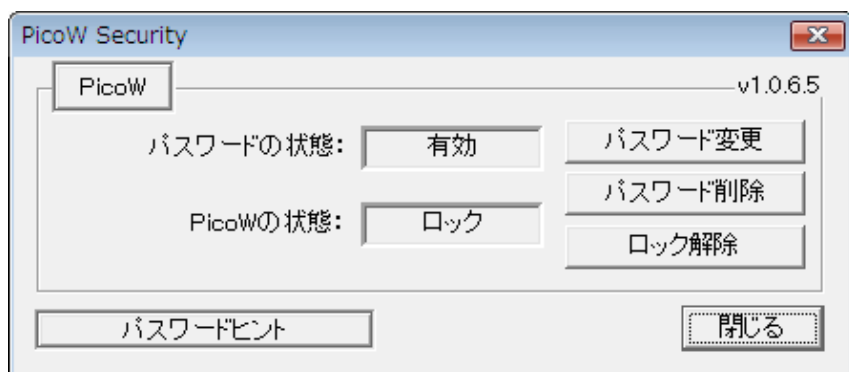 PicoW Security
PicoW
v1.0.6.5
パスワードの状態: 有効 パスワード変更
パスワード削除
PicoWの状態: ロック
ロック解除
パスワードヒント 閉じる